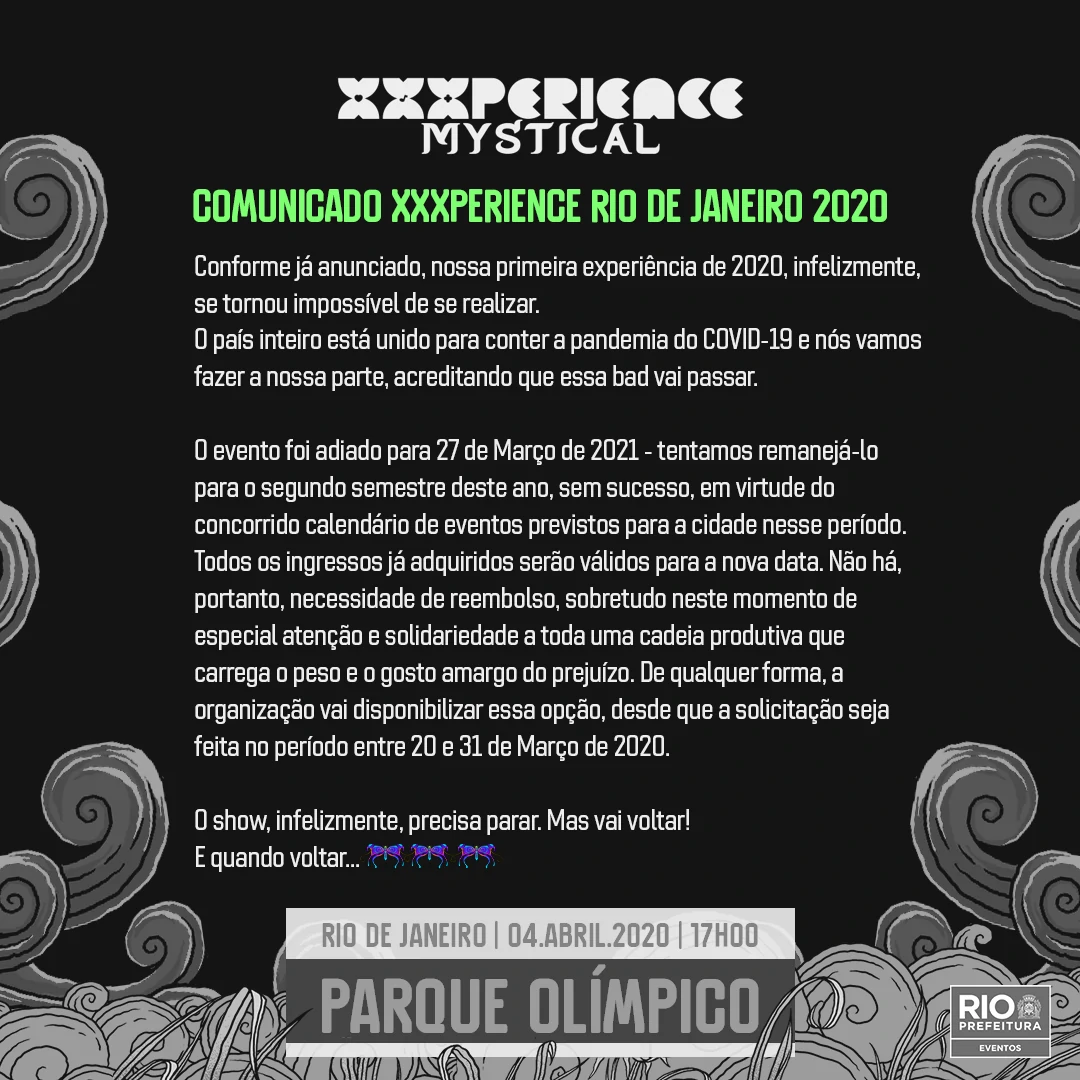 XXXPERIENCE
MYSTICAL
COMUNICADO XXXPERIENCE RIO DE JANEIRO 2020
Conforme já anunciado, nossa primeira experiência de 2020, infelizmente,
se tornou impossível de se realizar.
O país inteiro está unido para conter a pandemia do COVID-19 e nós vamos
fazer a nossa parte, acreditando que essa bad vai passar.
O evento foi adiado para 27 de Março de 2021 - tentamos remanejá-lo
para o segundo semestre deste ano, sem sucesso, em virtude do
concorrido calendário de eventos previstos para a cidade nesse período.
Todos os ingressos já adquiridos serão válidos para a nova data. Não há,
portanto, necessidade de reembolso, sobretudo neste momento de
especial atenção e solidariedade a toda uma cadeia produtiva que
carrega o peso e o gosto amargo do prejuízo. De qualquer forma, a
organização vai disponibilizar essa opção, desde que a solicitação seja
feita no período entre 20 e 31 de Março de 2020.
O show, infelizmente, precisa parar. Mas vai voltar!
E quando voltar...
RIO DE JANEIRO | 04.ABRIL.2020 | 17H00
PARQUE OLÍMPICO
RIO
PREFEITURA
EVENTOS